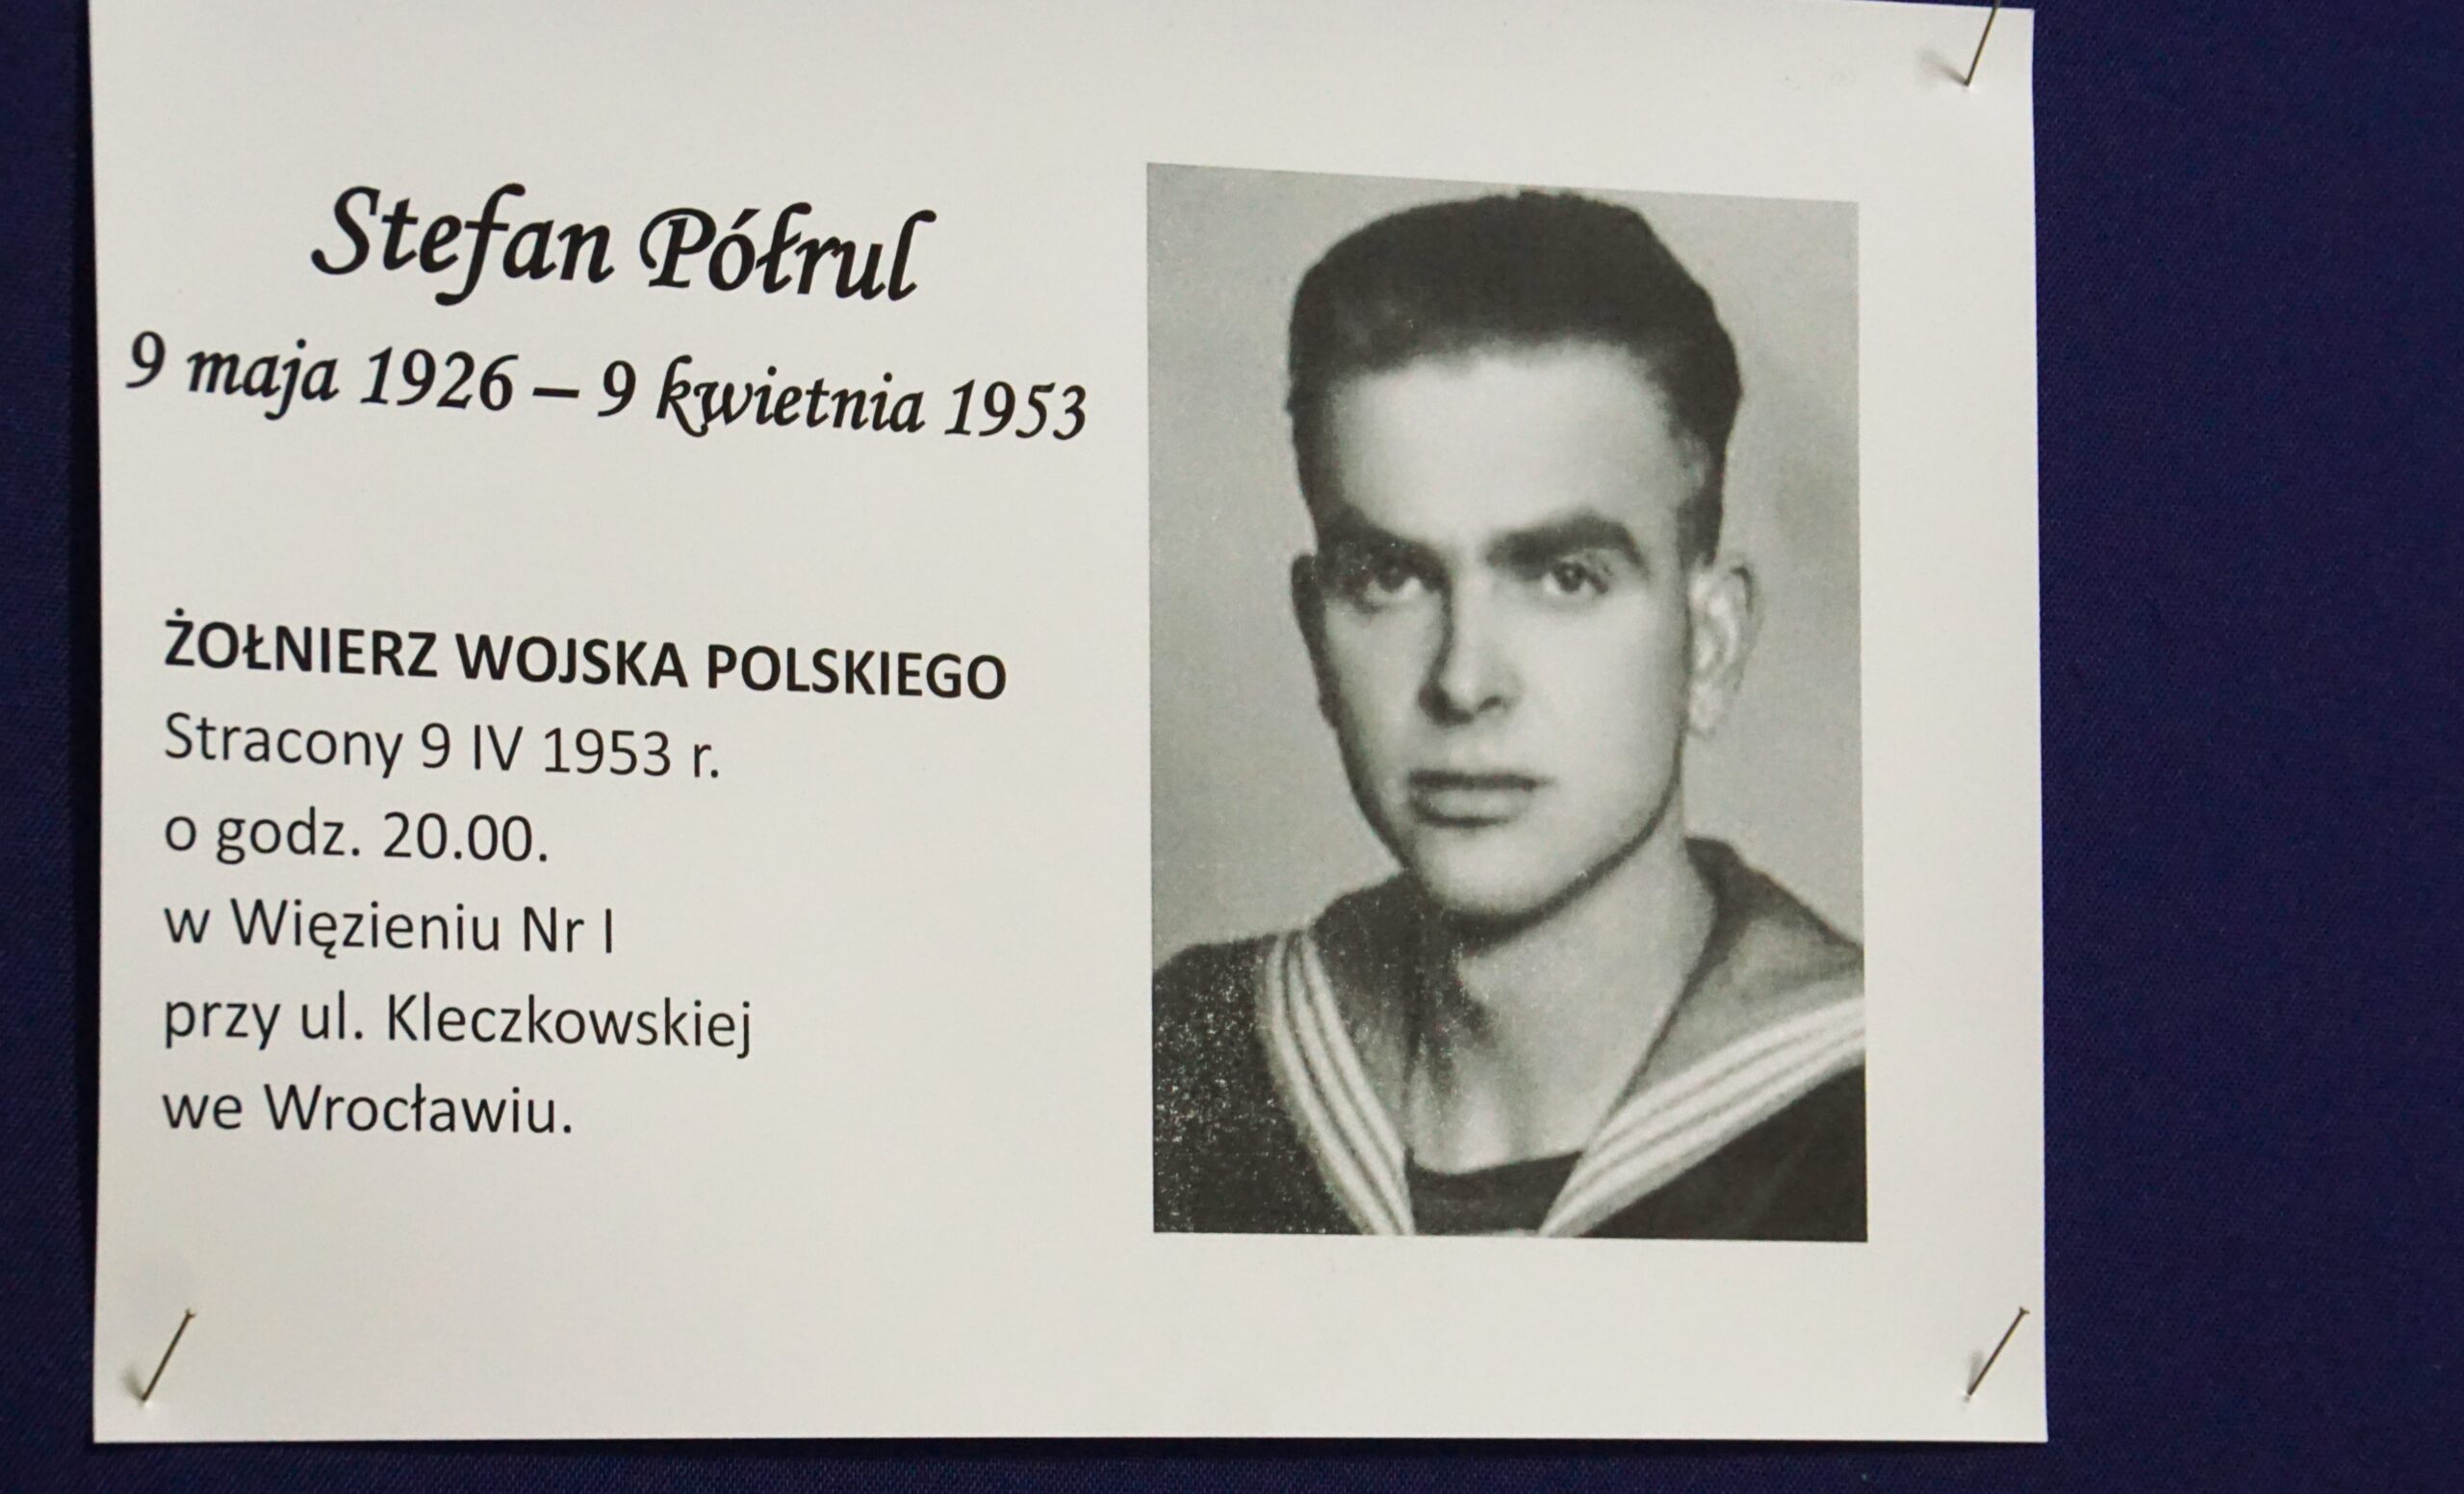 Stefan Półrul
9 maja 1926 – 9 kwietnia 1953
ŻOŁNIERZ WOJSKA POLSKIEGO
Stracony 9 IV 1953 r.
o godz. 20.00.
w Więzieniu Nr I
przy ul. Kleczkowskiej
we Wrocławiu.